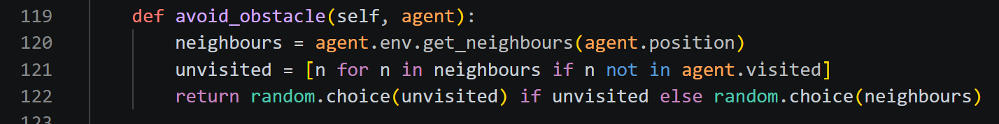 119 def avoid_obstacle(self, agent):
120 neighbours = agent.env.get_neighbours(agent.position)
121 unvisited = [n for n in neighbours if n not in agent.visited]
122 return random.choice(unvisited) if unvisited else random.choice(neighbours)
123